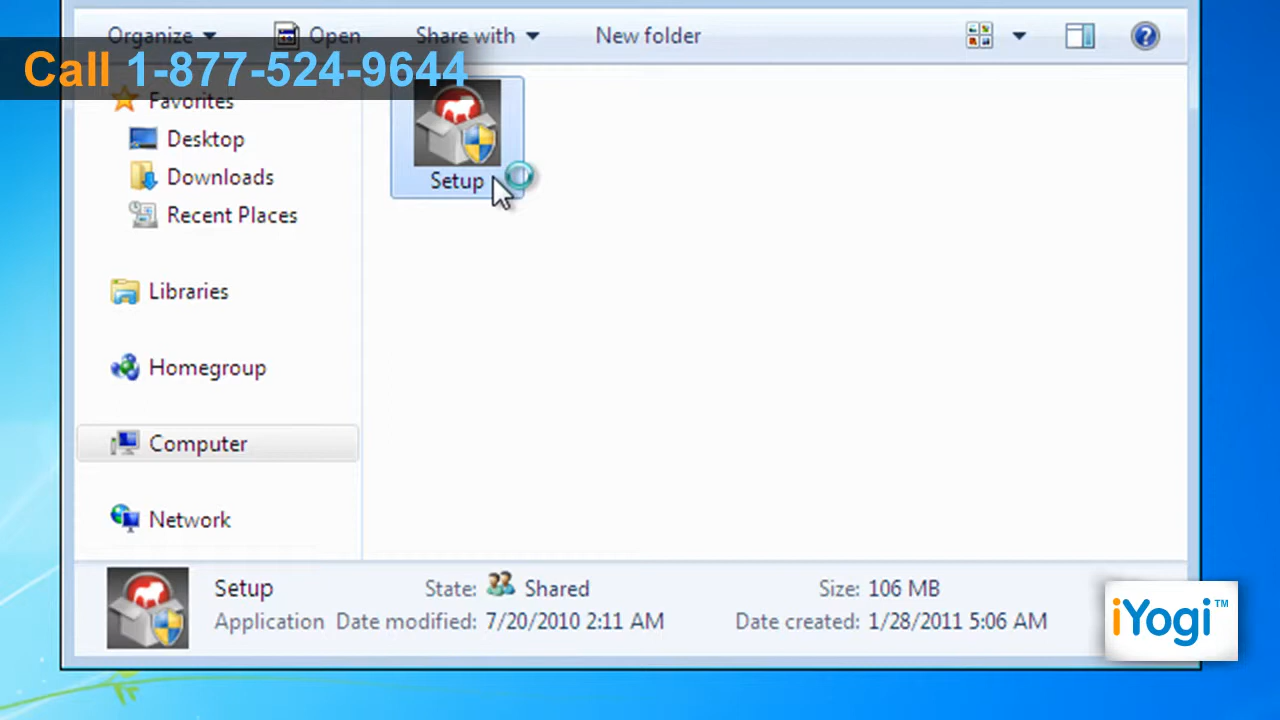 Organize Open Share with New folder
Call 1-877-524-9644
Favorites
Desktop
Downloads
Recent Places
Libraries
Homegroup
Computer
Network
Setup
Setup State: Shared Size: 106 MB
Application Date modified: 7/20/2010 2:11 AM Date created: 1/28/2011 5:06 AM
iYogi™